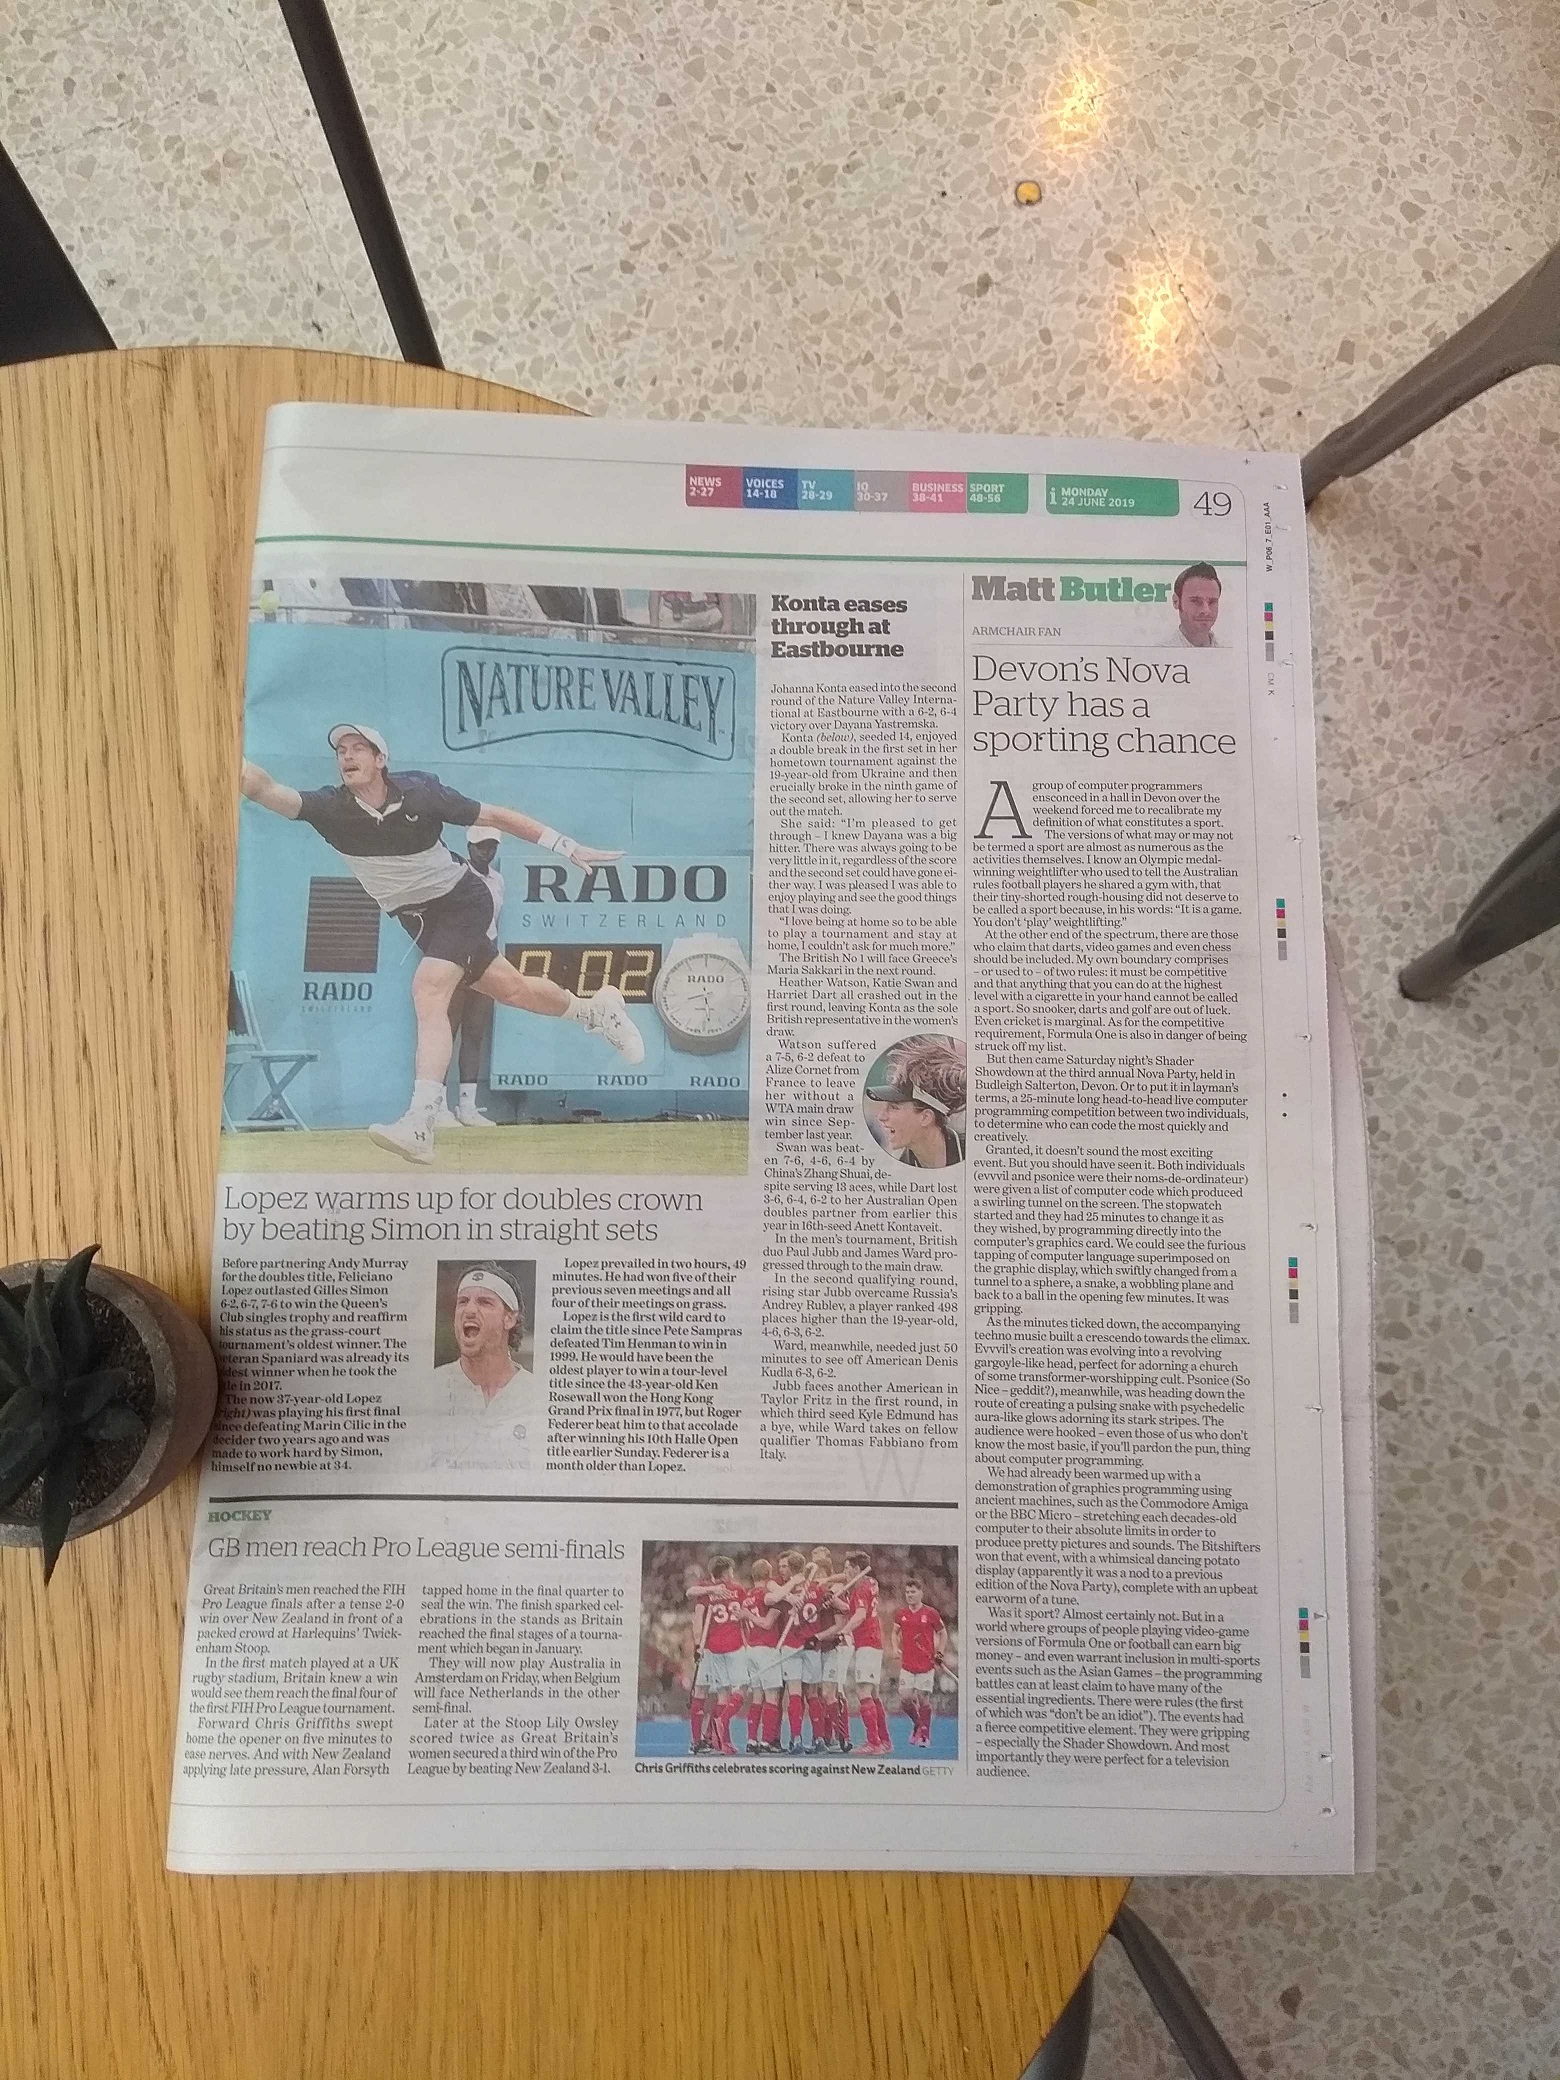 NEWS
2-27
VOICES
14-18
TV
28-29
IQ
30-37
BUSINESS
38-41
SPORT
48-56
i MONDAY
24 JUNE 2019
49
W_P06_7_E01_AAA
NATURE VALLEY
RADO
SWITZERLAND
0.02
RADO
RADO
SWITZERLAND
RADO RADO RADO
Lopez warms up for doubles crown
by beating Simon in straight sets
Before partnering Andy Murray
for the doubles title, Feliciano
Lopez outlasted Gilles Simon
6-2, 6-7, 7-6 to win the Queen's
Club singles trophy and reaffirm
his status as the grass-court
tournament's oldest winner. The
Spaniard was already its
winner when he took the
in 2017.
The now 37-year-old Lopez
(right) was playing his first final
since defeating Marin Cilic in the
decider two years ago and was
made to work hard by Simon,
himself no newbie at 34.
Lopez prevailed in two hours, 49
minutes. He had won five of their
previous seven meetings and all
four of their meetings on grass.
Lopez is the first wild card to
claim the title since Pete Sampras
defeated Tim Henman to win in
1999. He would have been the
oldest player to win a tour-level
title since the 43-year-old Ken
Rosewall won the Hong Kong
Grand Prix final in 1977, but Roger
Federer beat him to that accolade
after winning his 10th Halle Open
title earlier Sunday. Federer is a
month older than Lopez.
Konta eases
through at
Eastbourne
Johanna Konta eased into the second
round of the Nature Valley Interna-
tional at Eastbourne with a 6-2, 6-4
victory over Dayana Yastremska.
Konta (below), seeded 14, enjoyed
a double break in the first set in her
hometown tournament against the
19-year-old from Ukraine and then
crucially broke in the ninth game of
the second set, allowing her to serve
out the match.
She said: "I'm pleased to get
through – I knew Dayana was a big
hitter. There was always going to be
very little in it, regardless of the score
and the second set could have gone ei-
ther way. I was pleased I was able to
enjoy playing and see the good things
that I was doing.
"I love being at home so to be able
to play a tournament and stay at
home, I couldn't ask for much more."
The British No 1 will face Greece's
Maria Sakkari in the next round.
Heather Watson, Katie Swan and
Harriet Dart all crashed out in the
first round, leaving Konta as the sole
British representative in the women's
draw.
Watson suffered
a 7-5, 6-2 defeat to
Alize Cornet from
France to leave
her without a
WTA main draw
win since Sep-
tember last year.
Swan was beat-
en 7-6, 4-6, 6-4 by
China's Zhang Shuai, de-
spite serving 13 aces, while Dart lost
3-6, 6-4, 6-2 to her Australian Open
doubles partner from earlier this
year in 16th-seed Anett Kontaveit.
In the men's tournament, British
duo Paul Jubb and James Ward pro-
gressed through to the main draw.
In the second qualifying round,
rising star Jubb overcame Russia's
Andrey Rublev, a player ranked 498
places higher than the 19-year-old,
4-6, 6-3, 6-2.
Ward, meanwhile, needed just 50
minutes to see off American Denis
Kudla 6-3, 6-2.
Jubb faces another American in
Taylor Fritz in the first round, in
which third seed Kyle Edmund has
a bye, while Ward takes on fellow
qualifier Thomas Fabbiano from
Italy.
Matt Butler
ARMCHAIR FAN
Devon's Nova
Party has a
sporting chance
A group of computer programmers
ensconced in a hall in Devon over the
weekend forced me to recalibrate my
definition of what constitutes a sport.
The versions of what may or may not
be termed a sport are almost as numerous as the
activities themselves. I know an Olympic medal-
winning weightlifter who used to tell the Australian
rules football players he shared a gym with, that
their tiny-shorted rough-housing did not deserve to
be called a sport because, in his words: "It is a game.
You don't 'play' weightlifting."
At the other end of the spectrum, there are those
who claim that darts, video games and even chess
should be included. My own boundary comprises
– or used to – of two rules: it must be competitive
and that anything that you can do at the highest
level with a cigarette in your hand cannot be called
a sport. So snooker, darts and golf are out of luck.
Even cricket is marginal. As for the competitive
requirement, Formula One is also in danger of being
struck off my list.
But then came Saturday night's Shader
Showdown at the third annual Nova Party, held in
Budleigh Salterton, Devon. Or to put it in layman's
terms, a 25-minute long head-to-head live computer
programming competition between two individuals,
to determine who can code the most quickly and
creatively.
Granted, it doesn't sound the most exciting
event. But you should have seen it. Both individuals
(evvvil and psonice were their noms-de-ordinateur)
were given a list of computer code which produced
a swirling tunnel on the screen. The stopwatch
started and they had 25 minutes to change it as
they wished, by programming directly into the
computer's graphics card. We could see the furious
tapping of computer language superimposed on
the graphic display, which swiftly changed from a
tunnel to a sphere, a snake, a wobbling plane and
back to a ball in the opening few minutes. It was
gripping.
As the minutes ticked down, the accompanying
techno music built a crescendo towards the climax.
Evvvil's creation was evolving into a revolving
gargoyle-like head, perfect for adorning a church
of some transformer-worshipping cult. Psonice (So
Nice – geddit?), meanwhile, was heading down the
route of creating a pulsing snake with psychedelic
aura-like glows adorning its stark stripes. The
audience were hooked – even those of us who don't
know the most basic, if you'll pardon the pun, thing
about computer programming.
We had already been warmed up with a
demonstration of graphics programming using
ancient machines, such as the Commodore Amiga
or the BBC Micro – stretching each decades-old
computer to their absolute limits in order to
produce pretty pictures and sounds. The Bitshifters
won that event, with a whimsical dancing potato
display (apparently it was a nod to a previous
edition of the Nova Party), complete with an upbeat
earworm of a tune.
Was it sport? Almost certainly not. But in a
world where groups of people playing video-game
versions of Formula One or football can earn big
money – and even warrant inclusion in multi-sports
events such as the Asian Games – the programming
battles can at least claim to have many of the
essential ingredients. There were rules (the first
of which was "don't be an idiot"). The events had
a fierce competitive element. They were gripping
– especially the Shader Showdown. And most
importantly they were perfect for a television
audience.
HOCKEY
GB men reach Pro League semi-finals
Great Britain's men reached the FIH
Pro League finals after a tense 2-0
win over New Zealand in front of a
packed crowd at Harlequins' Twick-
enham Stoop.
In the first match played at a UK
rugby stadium, Britain knew a win
would see them reach the final four of
the first FIH Pro League tournament.
Forward Chris Griffiths swept
home the opener on five minutes to
ease nerves. And with New Zealand
applying late pressure, Alan Forsyth
tapped home in the final quarter to
seal the win. The finish sparked cel-
ebrations in the stands as Britain
reached the final stages of a tourna-
ment which began in January.
They will now play Australia in
Amsterdam on Friday, when Belgium
will face Netherlands in the other
semi-final.
Later at the Stoop Lily Owsley
scored twice as Great Britain's
women secured a third win of the Pro
League by beating New Zealand 3-1.
32
Chris Griffiths celebrates scoring against New Zealand GETTY